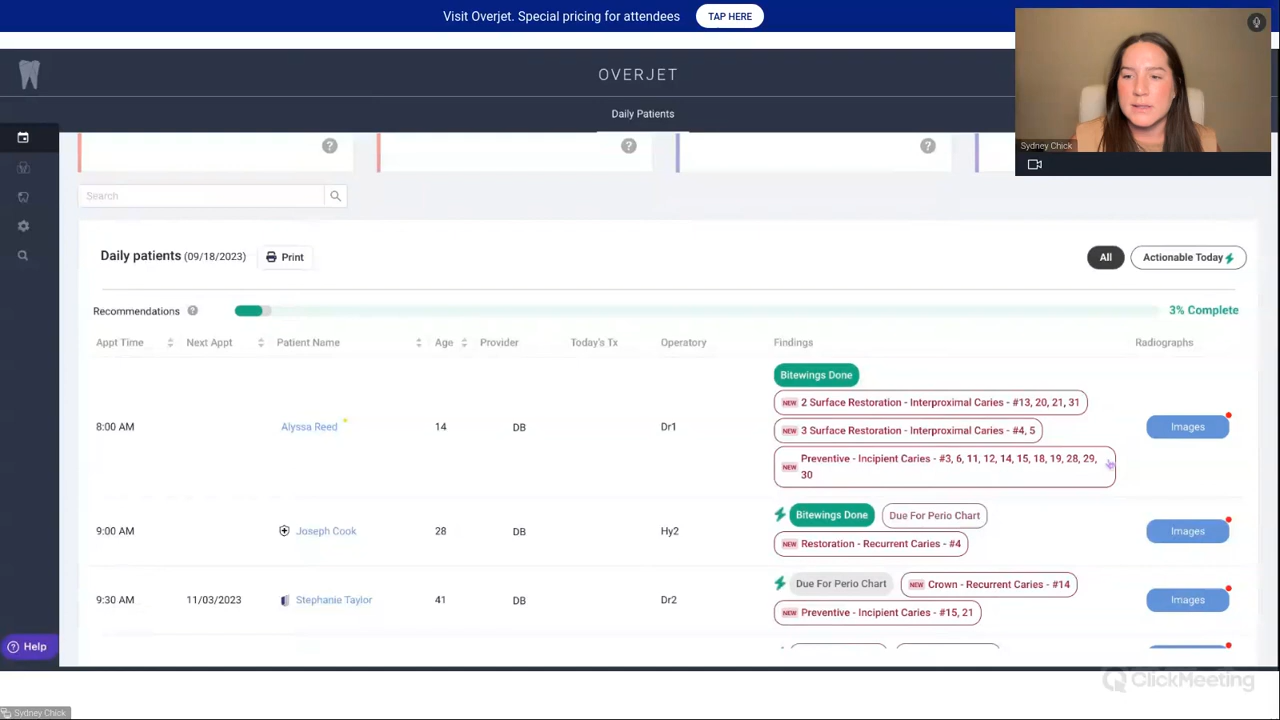 Visit Overjet. Special pricing for attendees TAP HERE
OVERJET
Daily Patients
Sydney Chick
Search
Daily patients (09/18/2023) Print All Actionable Today
Recommendations 3% Complete
Appt Time Next Appt Patient Name Age Provider Today's Tx Operatory Findings Radiographs
Bitewings Done
NEW 2 Surface Restoration - Interproximal Caries - #13, 20, 21, 31
8:00 AM Alyssa Reed 14 DB Dr1 NEW 3 Surface Restoration - Interproximal Caries - #4, 5 Images
NEW Preventive - Incipient Caries - #3, 6, 11, 12, 14, 15, 18, 19, 28, 29,
30
Bitewings Done Due For Perio Chart
9:00 AM Joseph Cook 28 DB Hy2 Images
NEW Restoration - Recurrent Caries - #4
Due For Perio Chart NEW Crown - Recurrent Caries - #14
9:30 AM 11/03/2023 Stephanie Taylor 41 DB Dr2 Images
NEW Preventive - Incipient Caries - #15, 21
? Help
ClickMeeting
Sydney Chick